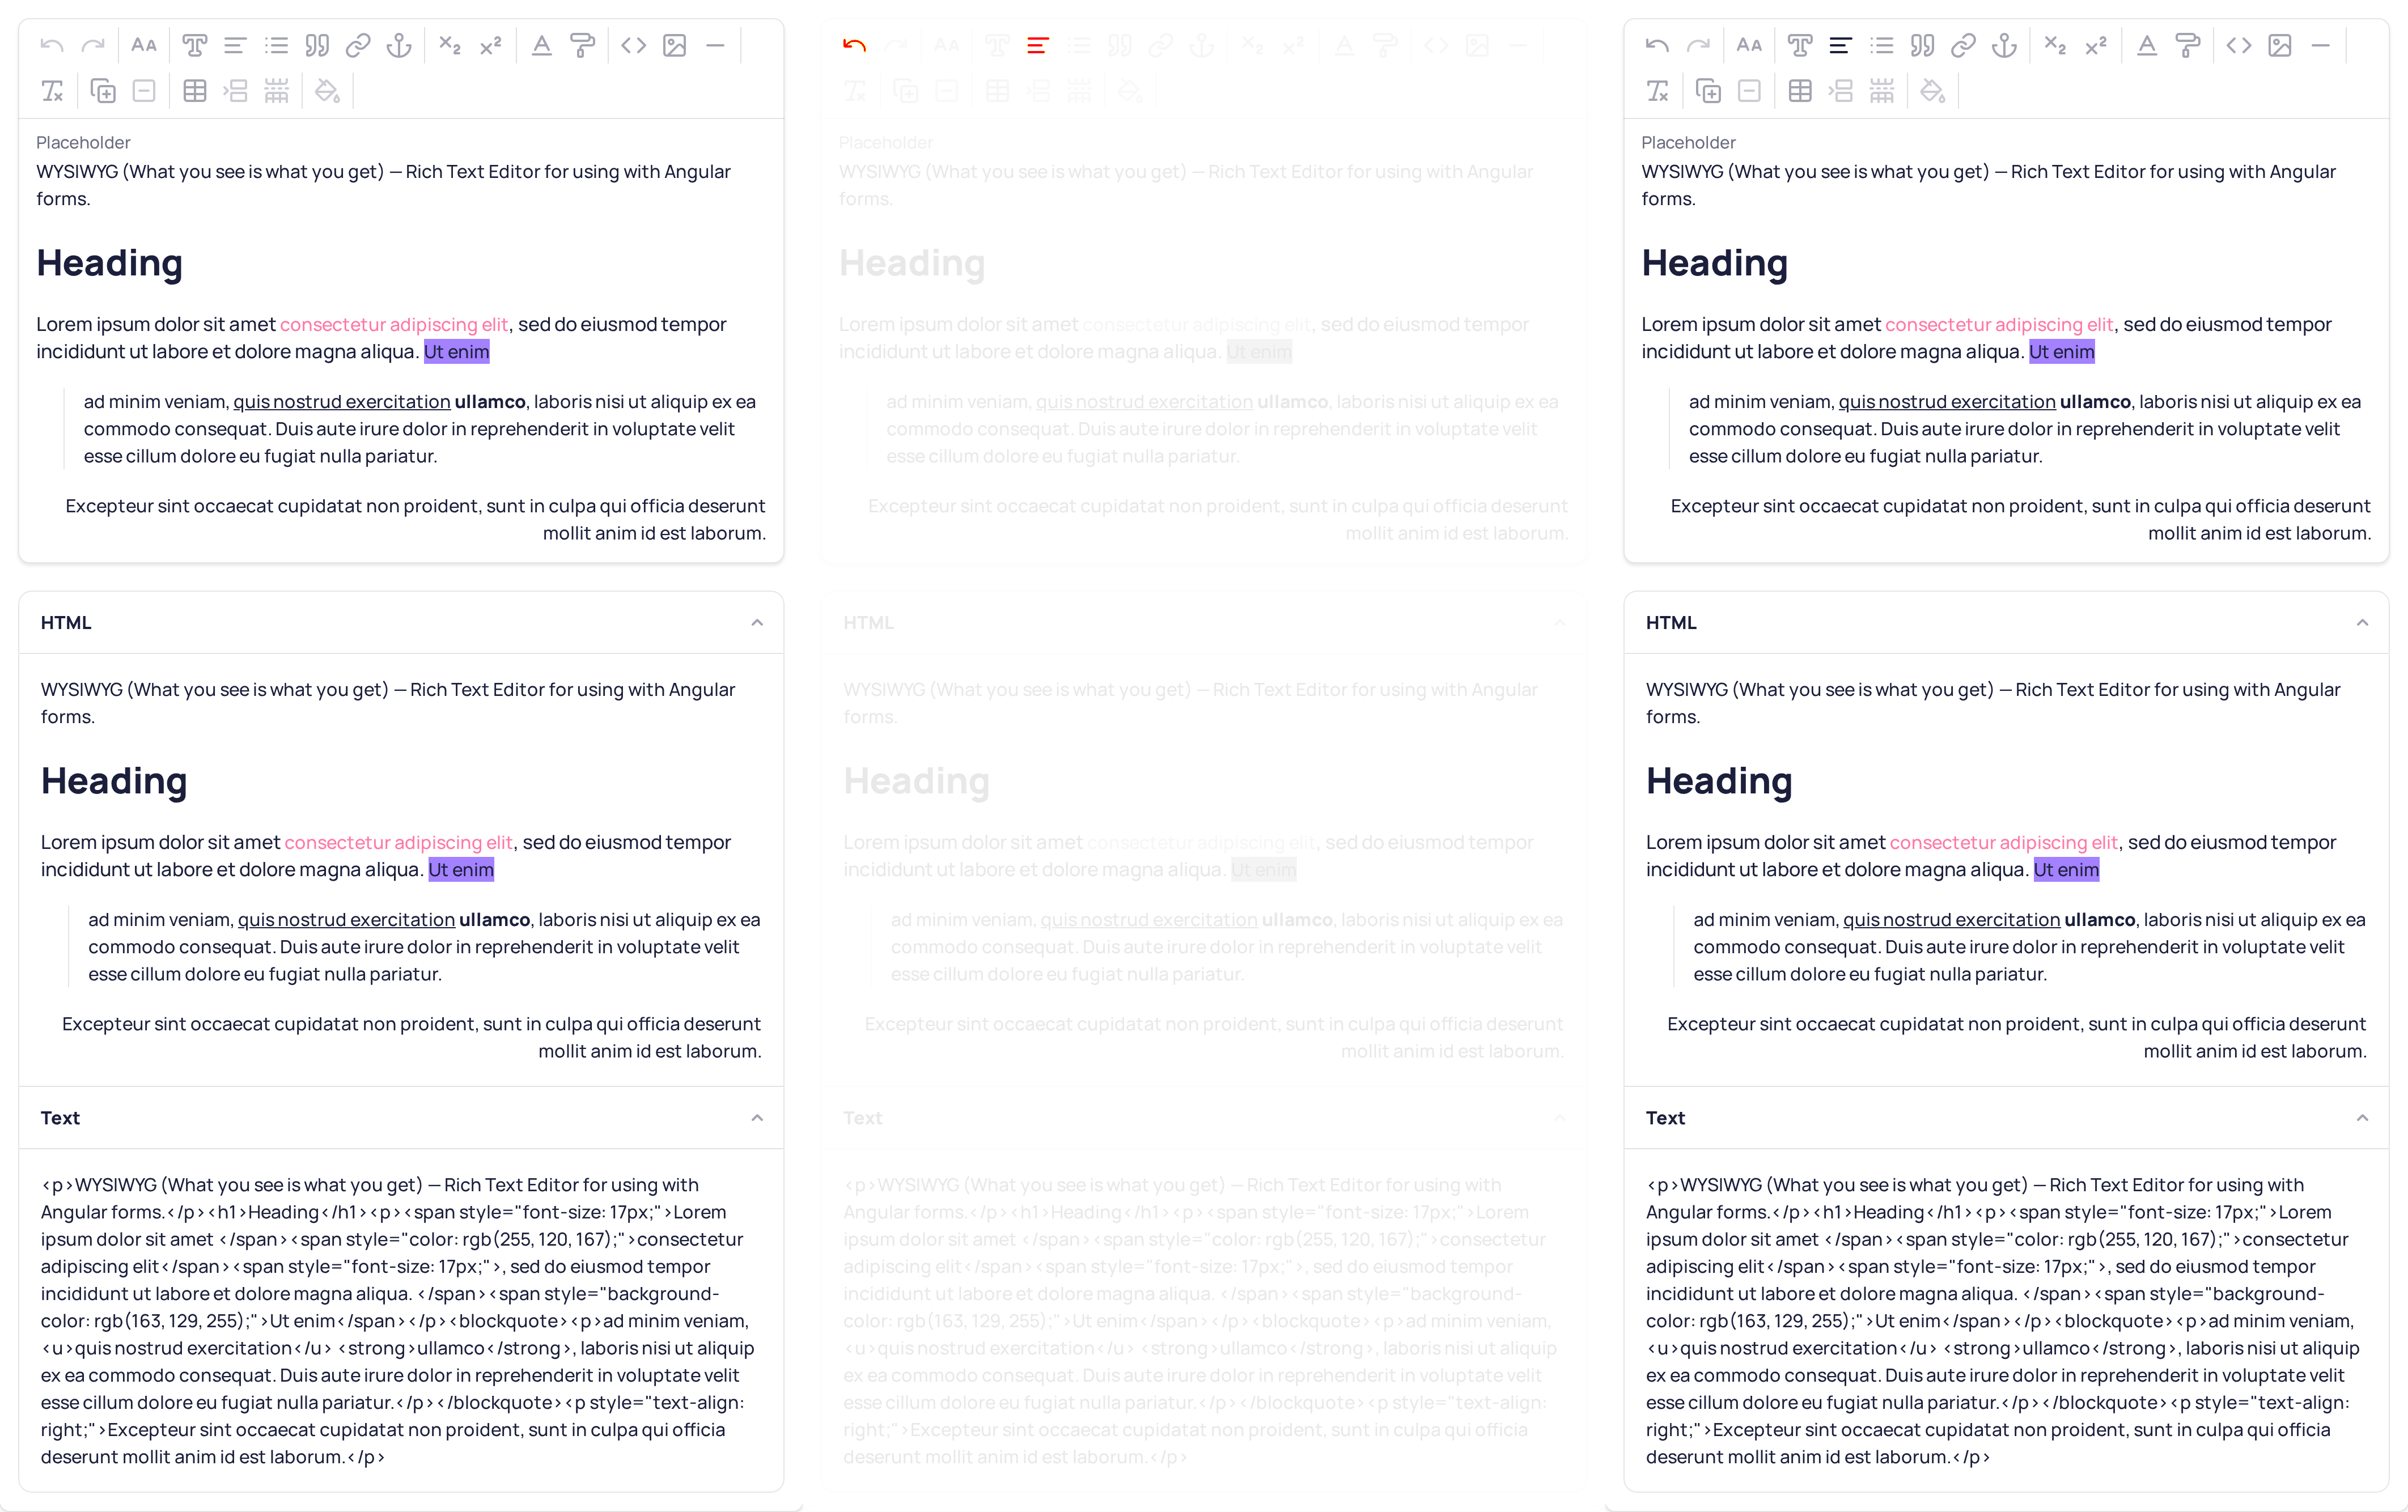 Placeholder
WYSIWYG (What you see is what you get) — Rich Text Editor for using with Angular
forms.
Heading
Lorem ipsum dolor sit amet consectetur adipiscing elit, sed do eiusmod tempor
incididunt ut labore et dolore magna aliqua. Ut enim
ad minim veniam, quis nostrud exercitation ullamco, laboris nisi ut aliquip ex ea
commodo consequat. Duis aute irure dolor in reprehenderit in voluptate velit
esse cillum dolore eu fugiat nulla pariatur.
Excepteur sint occaecat cupidatat non proident, sunt in culpa qui officia deserunt
mollit anim id est laborum.
HTML
WYSIWYG (What you see is what you get) — Rich Text Editor for using with Angular
forms.
Heading
Lorem ipsum dolor sit amet consectetur adipiscing elit, sed do eiusmod tempor
incididunt ut labore et dolore magna aliqua. Ut enim
ad minim veniam, quis nostrud exercitation ullamco, laboris nisi ut aliquip ex ea
commodo consequat. Duis aute irure dolor in reprehenderit in voluptate velit
esse cillum dolore eu fugiat nulla pariatur.
Excepteur sint occaecat cupidatat non proident, sunt in culpa qui officia deserunt
mollit anim id est laborum.
Text
<p>WYSIWYG (What you see is what you get) — Rich Text Editor for using with
Angular forms.</p><h1>Heading</h1><p><span style="font-size: 17px;">Lorem
ipsum dolor sit amet </span><span style="color: rgb(255, 120, 167);">consectetur
adipiscing elit</span><span style="font-size: 17px;">, sed do eiusmod tempor
incididunt ut labore et dolore magna aliqua. </span><span style="background-
color: rgb(163, 129, 255);">Ut enim</span></p><blockquote><p>ad minim veniam,
<u>quis nostrud exercitation</u> <strong>ullamco</strong>, laboris nisi ut aliquip
ex ea commodo consequat. Duis aute irure dolor in reprehenderit in voluptate velit
esse cillum dolore eu fugiat nulla pariatur.</p></blockquote><p style="text-align:
right;">Excepteur sint occaecat cupidatat non proident, sunt in culpa qui officia
deserunt mollit anim id est laborum.</p>
Placeholder
WYSIWYG (What you see is what you get) — Rich Text Editor for using with Angular
forms.
Heading
Lorem ipsum dolor sit amet consectetur adipiscing elit, sed do eiusmod tempor
incididunt ut labore et dolore magna aliqua. Ut enim
ad minim veniam, quis nostrud exercitation ullamco, laboris nisi ut aliquip ex ea
commodo consequat. Duis aute irure dolor in reprehenderit in voluptate velit
esse cillum dolore eu fugiat nulla pariatur.
Excepteur sint occaecat cupidatat non proident, sunt in culpa qui officia deserunt
mollit anim id est laborum.
HTML
WYSIWYG (What you see is what you get) — Rich Text Editor for using with Angular
forms.
Heading
Lorem ipsum dolor sit amet consectetur adipiscing elit, sed do eiusmod tempor
incididunt ut labore et dolore magna aliqua. Ut enim
ad minim veniam, quis nostrud exercitation ullamco, laboris nisi ut aliquip ex ea
commodo consequat. Duis aute irure dolor in reprehenderit in voluptate velit
esse cillum dolore eu fugiat nulla pariatur.
Excepteur sint occaecat cupidatat non proident, sunt in culpa qui officia deserunt
mollit anim id est laborum.
Text
<p>WYSIWYG (What you see is what you get) — Rich Text Editor for using with
Angular forms.</p><h1>Heading</h1><p><span style="font-size: 17px;">Lorem
ipsum dolor sit amet </span><span style="color: rgb(255, 120, 167);">consectetur
adipiscing elit</span><span style="font-size: 17px;">, sed do eiusmod tempor
incididunt ut labore et dolore magna aliqua. </span><span style="background-
color: rgb(163, 129, 255);">Ut enim</span></p><blockquote><p>ad minim veniam,
<u>quis nostrud exercitation</u> <strong>ullamco</strong>, laboris nisi ut aliquip
ex ea commodo consequat. Duis aute irure dolor in reprehenderit in voluptate velit
esse cillum dolore eu fugiat nulla pariatur.</p></blockquote><p style="text-align:
right;">Excepteur sint occaecat cupidatat non proident, sunt in culpa qui officia
deserunt mollit anim id est laborum.</p>
Placeholder
WYSIWYG (What you see is what you get) — Rich Text Editor for using with Angular
forms.
Heading
Lorem ipsum dolor sit amet consectetur adipiscing elit, sed do eiusmod tempor
incididunt ut labore et dolore magna aliqua. Ut enim
ad minim veniam, quis nostrud exercitation ullamco, laboris nisi ut aliquip ex ea
commodo consequat. Duis aute irure dolor in reprehenderit in voluptate velit
esse cillum dolore eu fugiat nulla pariatur.
Excepteur sint occaecat cupidatat non proident, sunt in culpa qui officia deserunt
mollit anim id est laborum.
HTML
WYSIWYG (What you see is what you get) — Rich Text Editor for using with Angular
forms.
Heading
Lorem ipsum dolor sit amet consectetur adipiscing elit, sed do eiusmod tempor
incididunt ut labore et dolore magna aliqua. Ut enim
ad minim veniam, quis nostrud exercitation ullamco, laboris nisi ut aliquip ex ea
commodo consequat. Duis aute irure dolor in reprehenderit in voluptate velit
esse cillum dolore eu fugiat nulla pariatur.
Excepteur sint occaecat cupidatat non proident, sunt in culpa qui officia deserunt
mollit anim id est laborum.
Text
<p>WYSIWYG (What you see is what you get) — Rich Text Editor for using with
Angular forms.</p><h1>Heading</h1><p><span style="font-size: 17px;">Lorem
ipsum dolor sit amet </span><span style="color: rgb(255, 120, 167);">consectetur
adipiscing elit</span><span style="font-size: 17px;">, sed do eiusmod tempor
incididunt ut labore et dolore magna aliqua. </span><span style="background-
color: rgb(163, 129, 255);">Ut enim</span></p><blockquote><p>ad minim veniam,
<u>quis nostrud exercitation</u> <strong>ullamco</strong>, laboris nisi ut aliquip
ex ea commodo consequat. Duis aute irure dolor in reprehenderit in voluptate velit
esse cillum dolore eu fugiat nulla pariatur.</p></blockquote><p style="text-align:
right;">Excepteur sint occaecat cupidatat non proident, sunt in culpa qui officia
deserunt mollit anim id est laborum.</p>